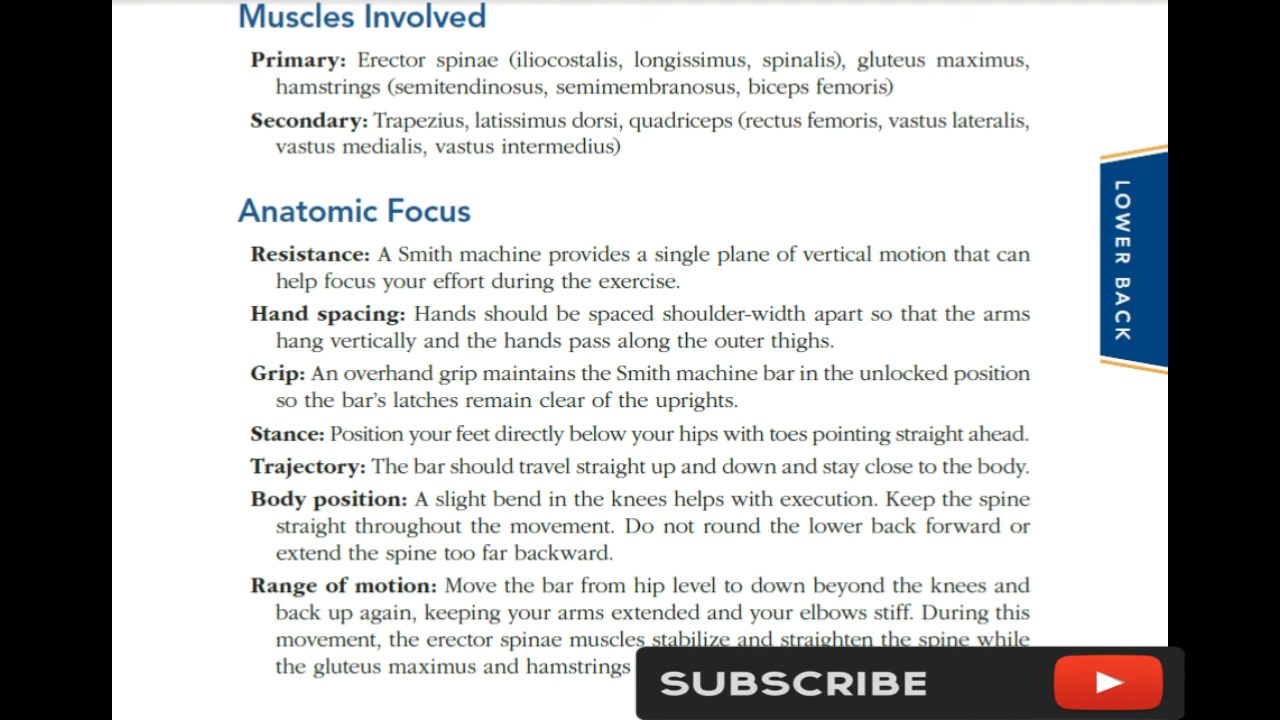 Muscles Involved
Primary: Erector spinae (iliocostalis, longissimus, spinalis), gluteus maximus,
hamstrings (semitendinosus, semimembranosus, biceps femoris)
Secondary: Trapezius, latissimus dorsi, quadriceps (rectus femoris, vastus lateralis,
vastus medialis, vastus intermedius)
Anatomic Focus
Resistance: A Smith machine provides a single plane of vertical motion that can
help focus your effort during the exercise.
Hand spacing: Hands should be spaced shoulder-width apart so that the arms
hang vertically and the hands pass along the outer thighs.
Grip: An overhand grip maintains the Smith machine bar in the unlocked position
so the bar's latches remain clear of the uprights.
Stance: Position your feet directly below your hips with toes pointing straight ahead.
Trajectory: The bar should travel straight up and down and stay close to the body.
Body position: A slight bend in the knees helps with execution. Keep the spine
straight throughout the movement. Do not round the lower back forward or
extend the spine too far backward.
Range of motion: Move the bar from hip level to down beyond the knees and
back up again, keeping your arms extended and your elbows stiff. During this
movement, the erector spinae muscles stabilize and straighten the spine while
the gluteus maximus and hamstrings
LOWER BACK
SUBSCRIBE